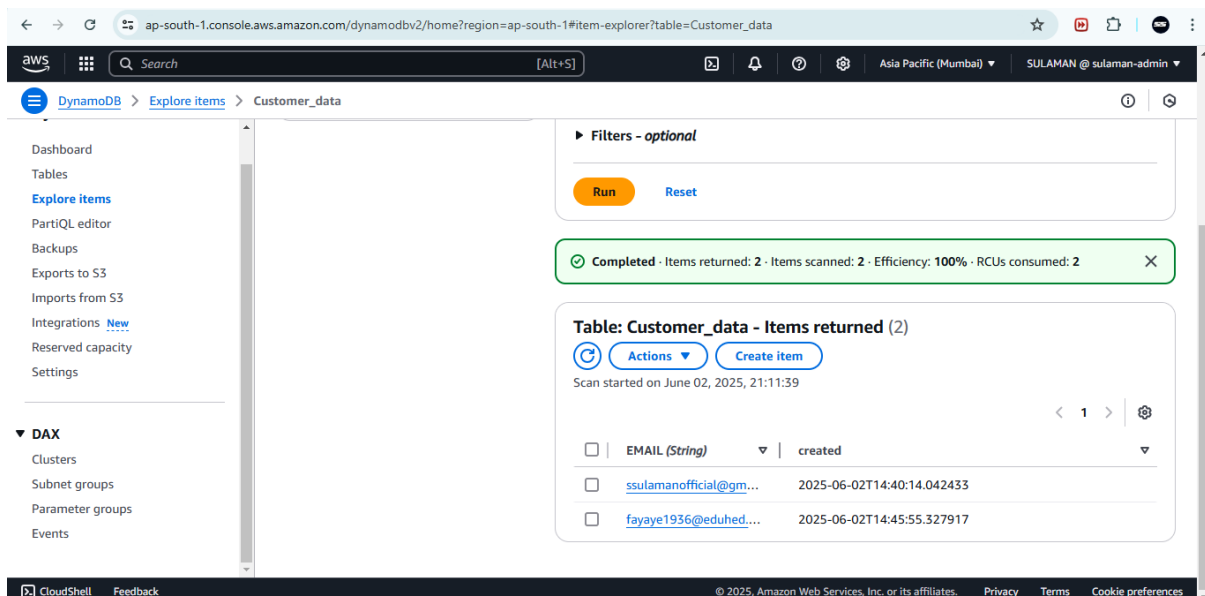 ap-south-1.console.aws.amazon.com/dynamodbv2/home?region=ap-south-1#item-explorer?table=Customer_data
aws Search [Alt+S] Asia Pacific (Mumbai) SULAMAN @ sulaman-admin
DynamoDB > Explore items > Customer_data
Dashboard
Tables
Explore items
PartiQL editor
Backups
Exports to S3
Imports from S3
Integrations New
Reserved capacity
Settings
DAX
Clusters
Subnet groups
Parameter groups
Events
Filters - optional
Run Reset
Completed · Items returned: 2 · Items scanned: 2 · Efficiency: 100% · RCUs consumed: 2
Table: Customer_data - Items returned (2)
Actions Create item
Scan started on June 02, 2025, 21:11:39
1
EMAIL (String) created
ssulamanofficial@gm... 2025-06-02T14:40:14.042433
fayaye1936@eduhed.... 2025-06-02T14:45:55.327917
CloudShell Feedback © 2025, Amazon Web Services, Inc. or its affiliates. Privacy Terms Cookie preferences